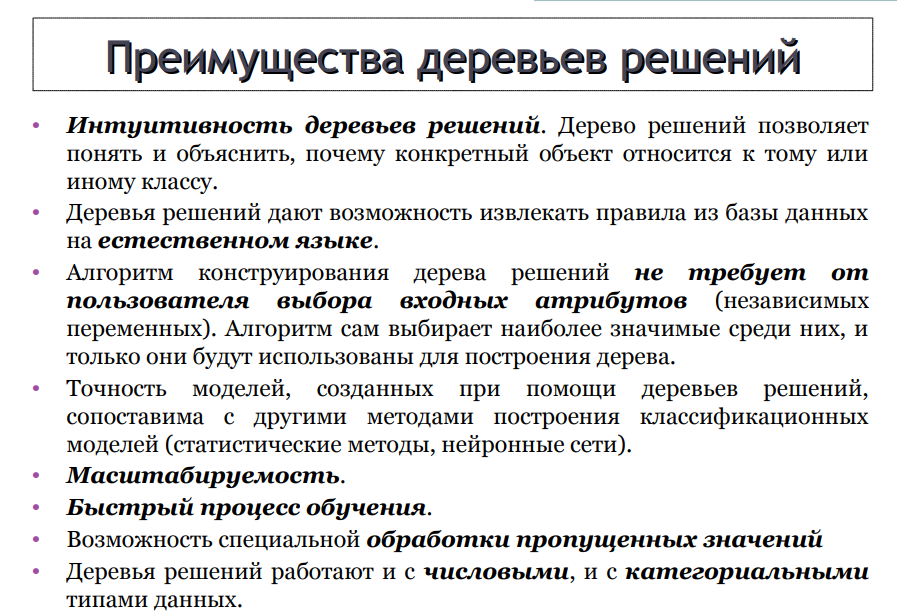 Преимущества деревьев решений
• Интуитивность деревьев решений. Дерево решений позволяет
понять и объяснить, почему конкретный объект относится к тому или
иному классу.
• Деревья решений дают возможность извлекать правила из базы данных
на естественном языке.
• Алгоритм конструирования дерева решений не требует от
пользователя выбора входных атрибутов (независимых
переменных). Алгоритм сам выбирает наиболее значимые среди них, и
только они будут использованы для построения дерева.
• Точность моделей, созданных при помощи деревьев решений,
сопоставима с другими методами построения классификационных
моделей (статистические методы, нейронные сети).
• Масштабируемость.
• Быстрый процесс обучения.
• Возможность специальной обработки пропущенных значений
• Деревья решений работают и с числовыми, и с категориальными
типами данных.